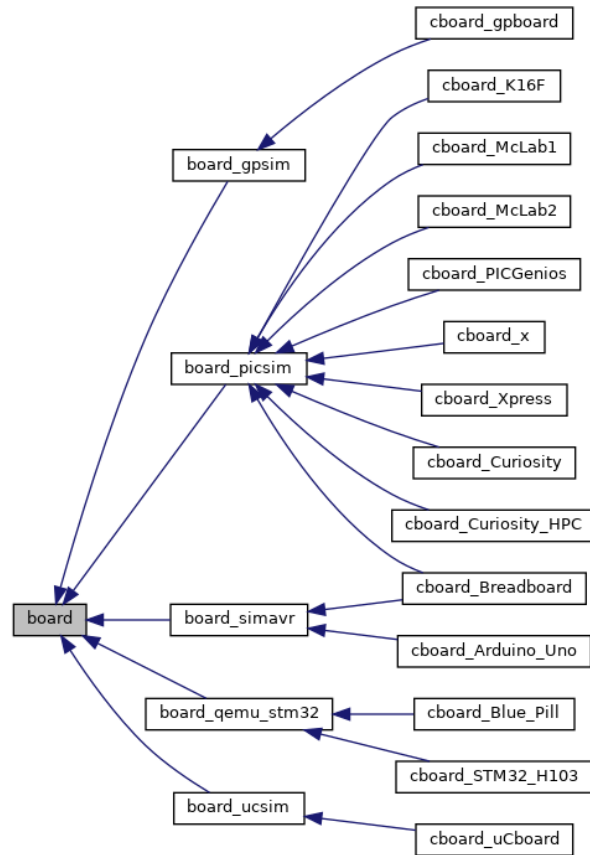 cboard_gpboard
cboard_K16F
cboard_McLab1
board_gpsim
cboard_McLab2
cboard_PICGenios
cboard_x
board_picsim
cboard_Xpress
cboard_Curiosity
cboard_Curiosity_HPC
cboard_Breadboard
board
board_simavr
cboard_Arduino_Uno
board_qemu_stm32
cboard_Blue_Pill
cboard_STM32_H103
board_ucsim
cboard_uCboard